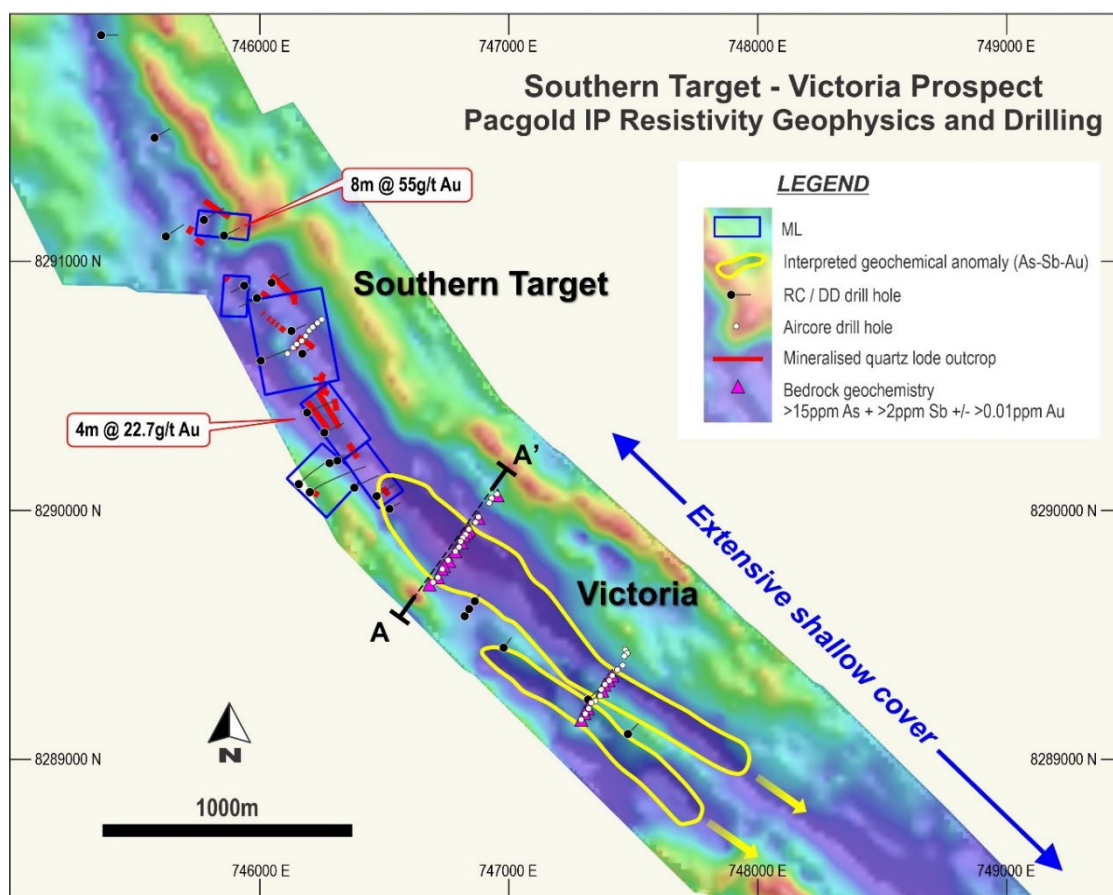 746000 E
747000 E
748000 E
749000 E
Southern Target - Victoria Prospect
Pacgold IP Resistivity Geophysics and Drilling
LEGEND
ML
Interpreted geochemical anomaly (As-Sb-Au)
RC / DD drill hole
Aircore drill hole
Mineralised quartz lode outcrop
Bedrock geochemistry
>15ppm As + >2ppm Sb +/- >0.01ppm Au
8m @ 55g/t Au
8291000 N
8291000 N
Southern Target
4m @ 22.7g/t Au
A'
8290000 N
8290000 N
Extensive shallow cover
Victoria
A
N
8289000 N
8289000 N
1000m
746000 E
747000 E
748000 E
749000 E